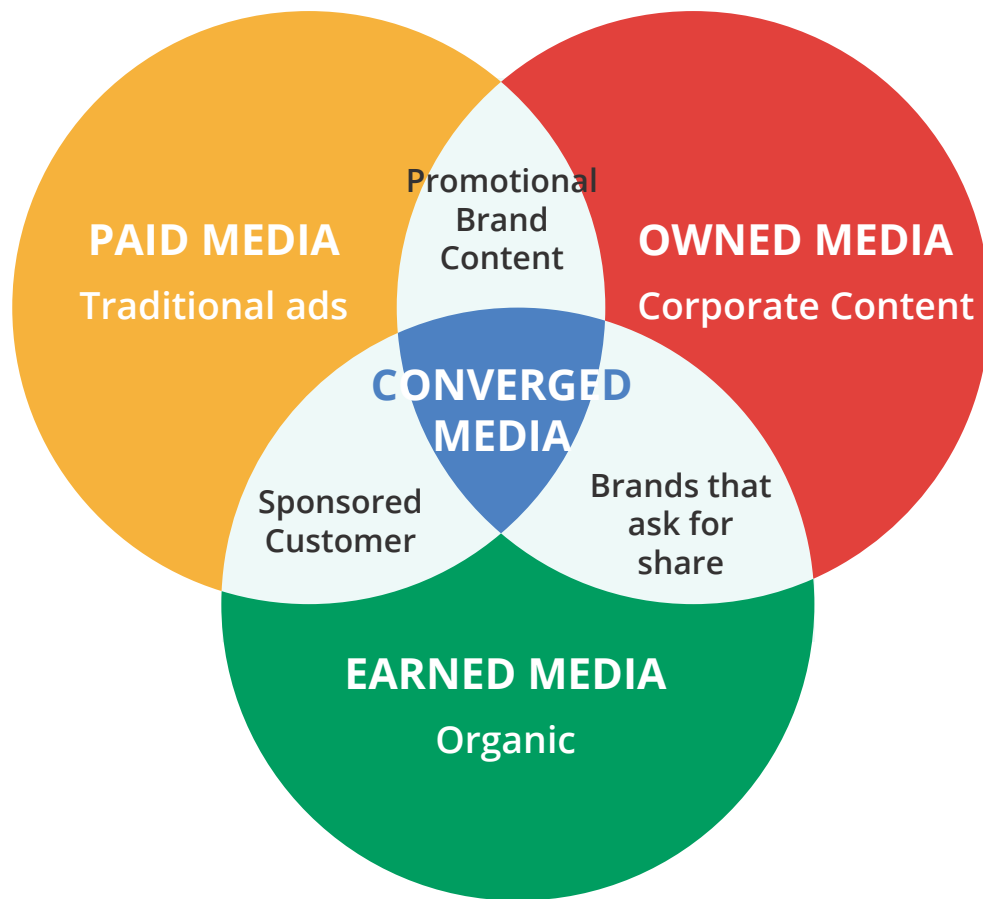 Promotional
Brand
Content
PAID MEDIA
Traditional ads
OWNED MEDIA
Corporate Content
CONVERGED
MEDIA
Sponsored
Customer
Brands that
ask for
share
EARNED MEDIA
Organic